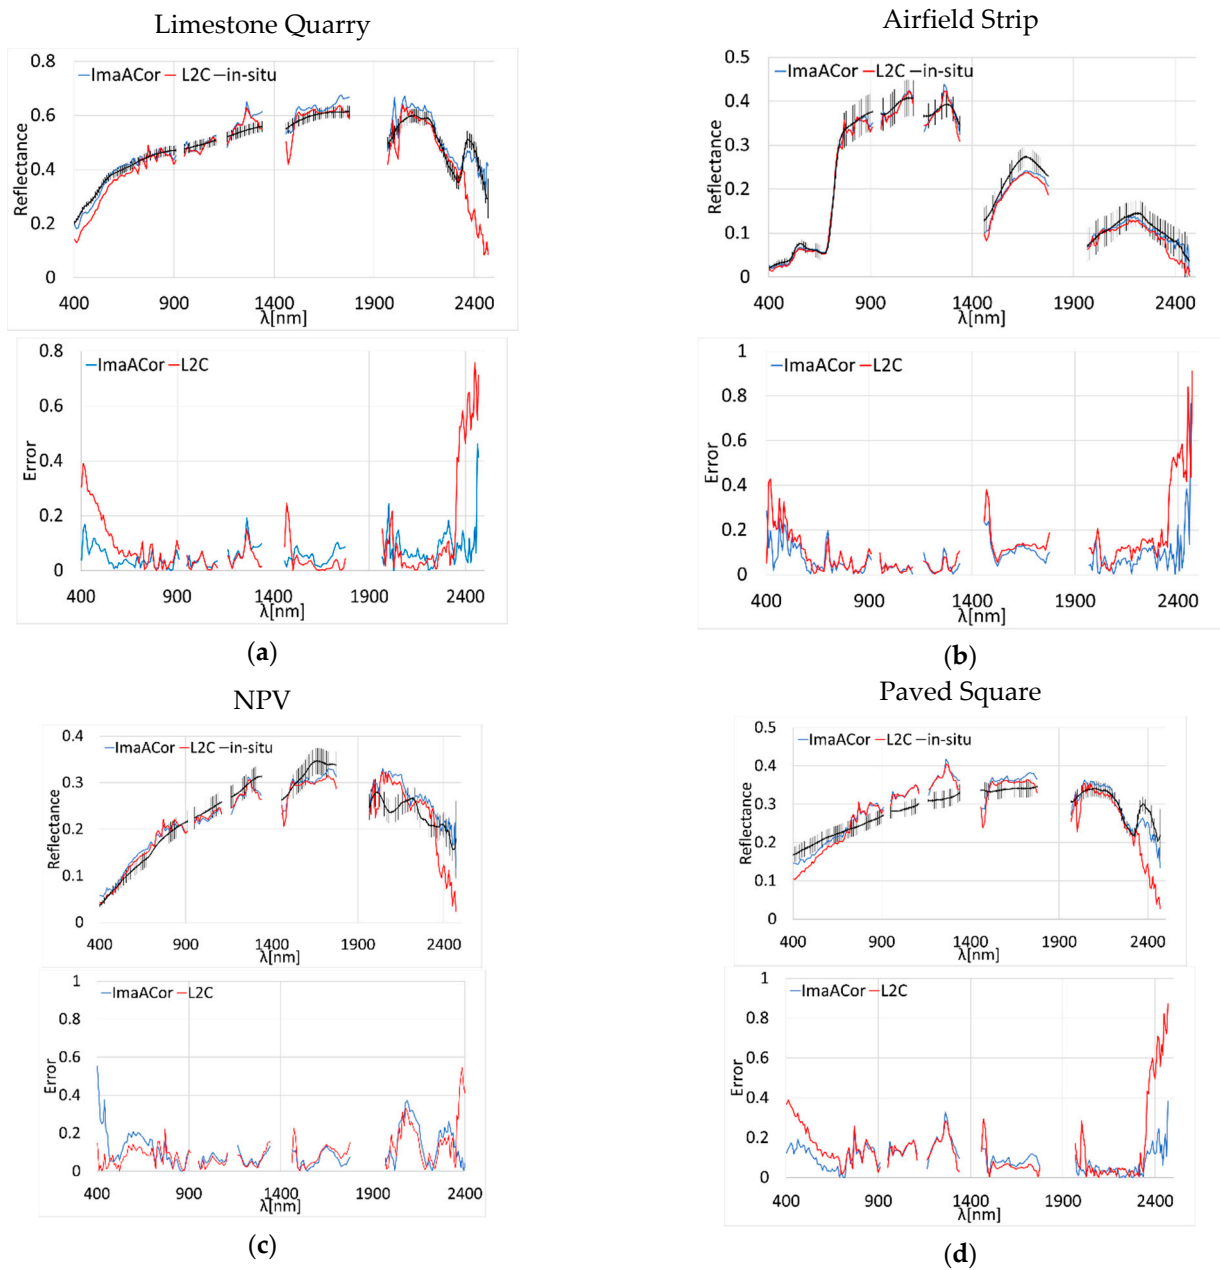 Limestone Quarry
0.8
ImaACor L2C in-situ
0.6
0.4
0.2
0
Reflectance
400 900 1400 1900 2400
λ[nm]
0.8
ImaACor L2C
0.6
0.4
0.2
0
Error
400 900 1400 1900 2400
λ[nm]
(a)
Airfield Strip
0.5
ImaACor L2C in-situ
0.4
0.3
0.2
0.1
0
Reflectance
400 900 1400 1900 2400
λ[nm]
1
ImaACor L2C
0.8
0.6
0.4
0.2
0
Error
400 900 1400 1900 2400
λ[nm]
(b)
NPV
0.4
ImaACor L2C in-situ
0.3
0.2
0.1
0
Reflectance
400 900 1400 1900 2400
λ[nm]
1
ImaACor L2C
0.8
0.6
0.4
0.2
0
Error
400 900 1400 1900 2400
λ[nm]
(c)
Paved Square
0.5
ImaACor L2C in-situ
0.4
0.3
0.2
0.1
0
Reflectance
400 900 1400 1900 2400
λ[nm]
1
ImaACor L2C
0.8
0.6
0.4
0.2
0
Error
400 900 1400 1900 2400
λ[nm]
(d)